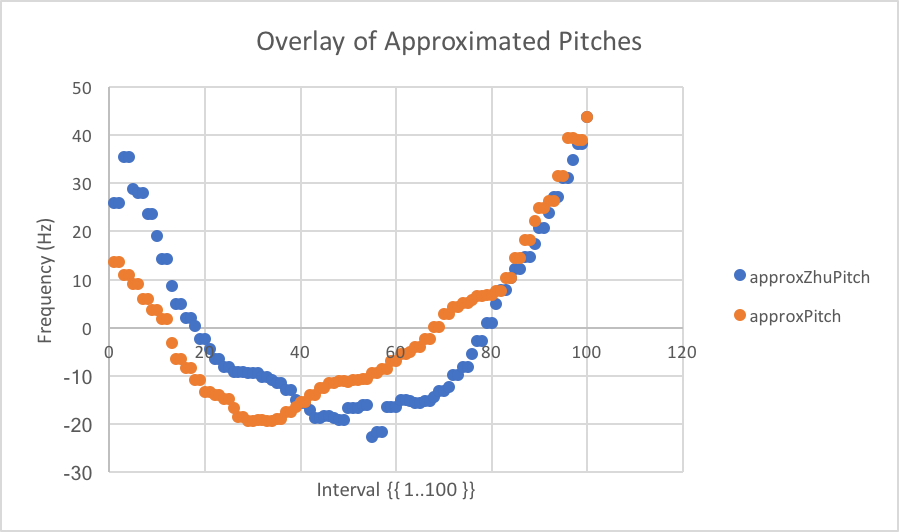 Overlay of Approximated Pitches
50
40
30
20
10
0
-10
-20
-30
0 20 40 60 80 100 120
Frequency (Hz)
Interval {{ 1..100 }}
approxZhuPitch
approxPitch